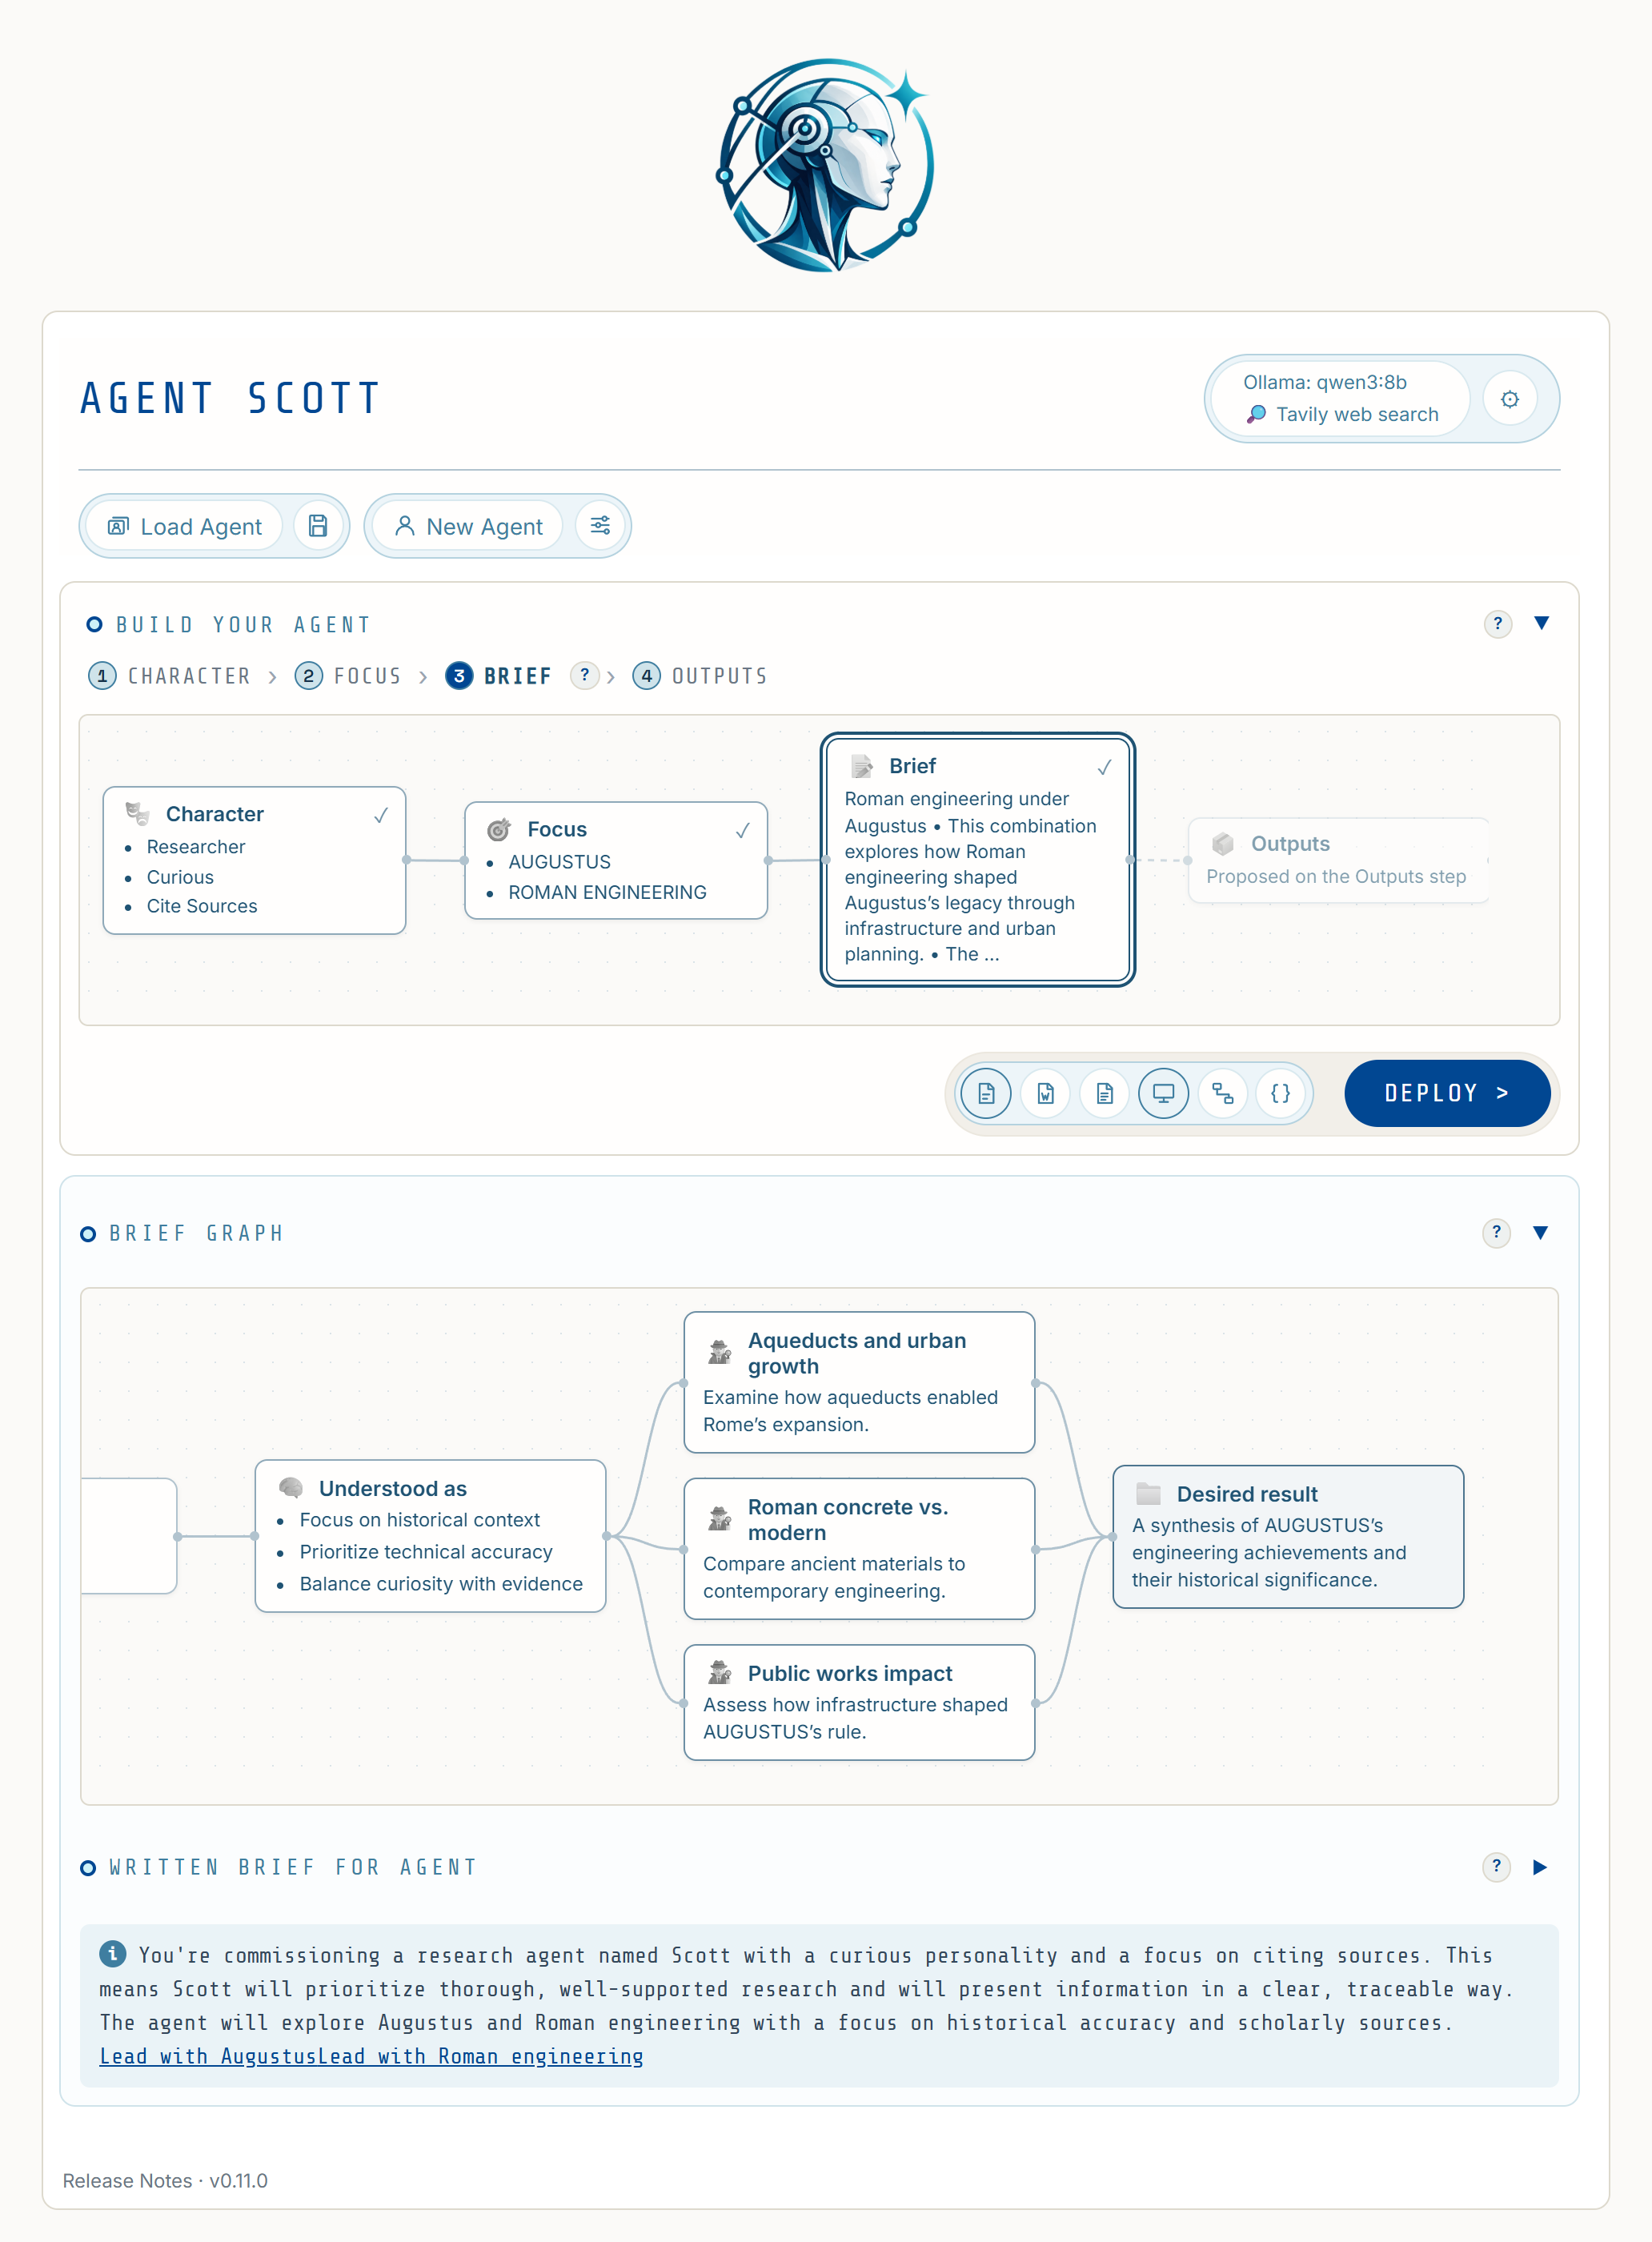 AGENT SCOTT
Ollama: qwen3:8b
Tavily web search
Load Agent
New Agent
BUILD YOUR AGENT
?
1 CHARACTER › 2 FOCUS › 3 BRIEF ? › 4 OUTPUTS
Character ✓
• Researcher
• Curious
• Cite Sources
Focus ✓
• AUGUSTUS
• ROMAN ENGINEERING
Brief ✓
Roman engineering under
Augustus • This combination
explores how Roman
engineering shaped
Augustus’s legacy through
infrastructure and urban
planning. • The ...
Outputs
Proposed on the Outputs step
W
{}
DEPLOY >
BRIEF GRAPH
?
Understood as
• Focus on historical context
• Prioritize technical accuracy
• Balance curiosity with evidence
Aqueducts and urban
growth
Examine how aqueducts enabled
Rome’s expansion.
Roman concrete vs.
modern
Compare ancient materials to
contemporary engineering.
Public works impact
Assess how infrastructure shaped
AUGUSTUS’s rule.
Desired result
A synthesis of AUGUSTUS’s
engineering achievements and
their historical significance.
WRITTEN BRIEF FOR AGENT
?
i You're commissioning a research agent named Scott with a curious personality and a focus on citing sources. This
means Scott will prioritize thorough, well-supported research and will present information in a clear, traceable way.
The agent will explore Augustus and Roman engineering with a focus on historical accuracy and scholarly sources.
Lead with AugustusLead with Roman engineering
Release Notes · v0.11.0